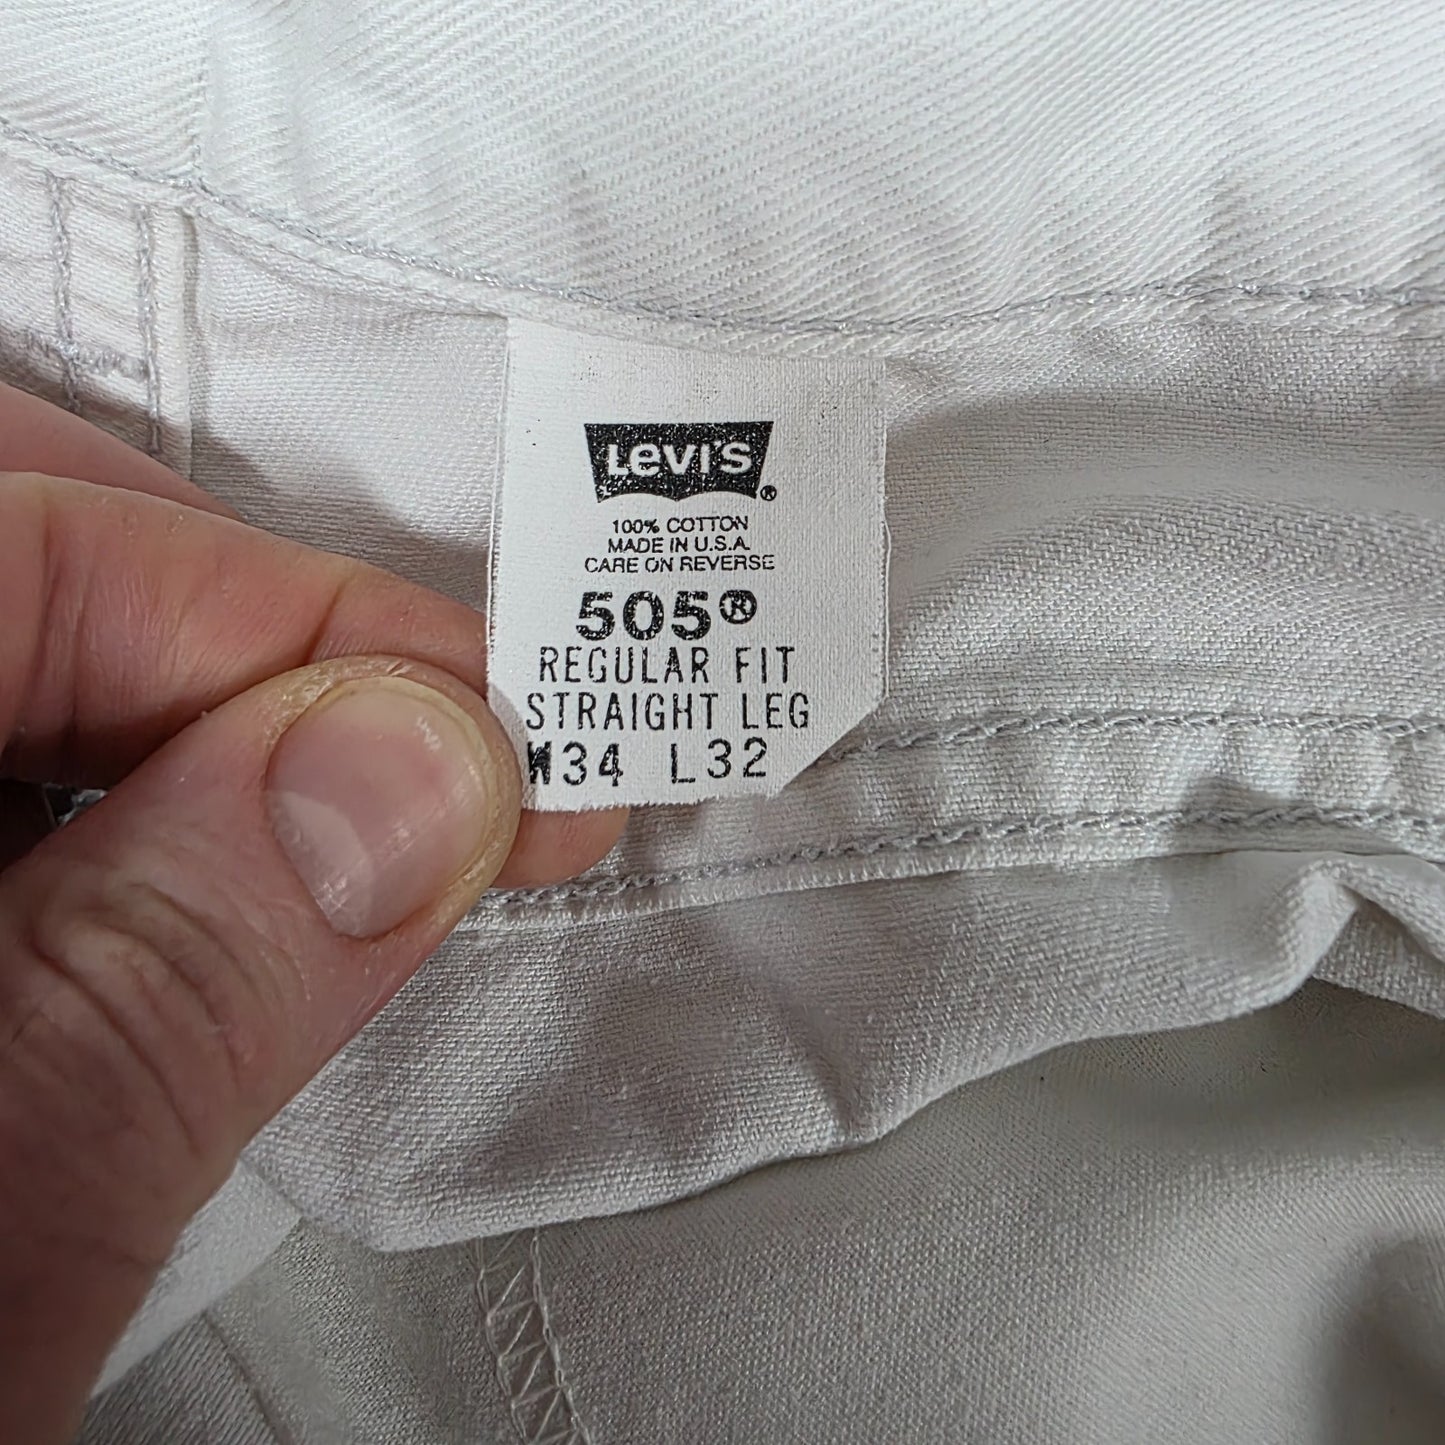 Levi's®
100% COTTON
MADE IN U.S.A.
CARE ON REVERSE
505®
REGULAR FIT
STRAIGHT LEG
W34 L32